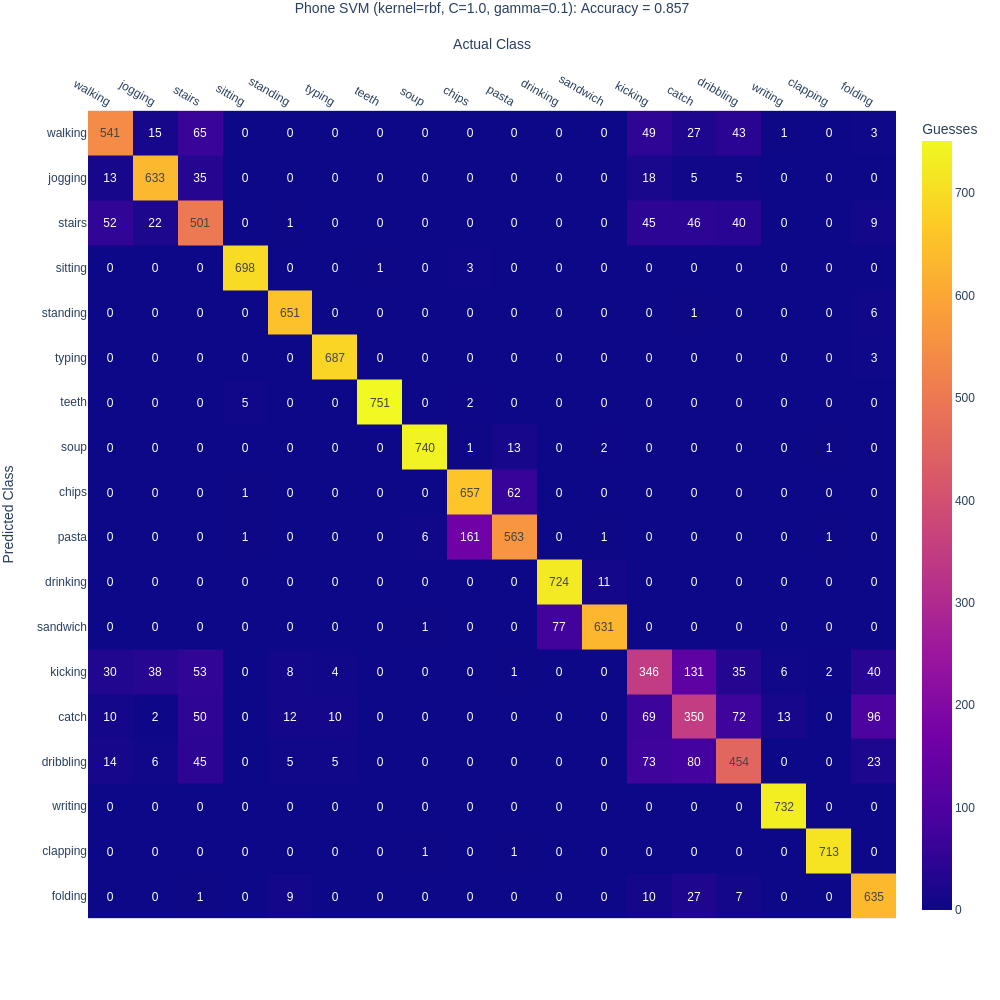 Phone SVM (kernel=rbf, C=1.0, gamma=0.1): Accuracy = 0.857
Actual Class
walking jogging stairs sitting standing typing teeth soup chips pasta drinking sandwich kicking catch dribbling writing clapping folding
Guesses
walking 541 15 65 0 0 0 0 0 0 0 0 0 49 27 43 1 0 3
jogging 13 633 35 0 0 0 0 0 0 0 0 0 18 5 5 0 0 0
stairs 52 22 501 0 1 0 0 0 0 0 0 0 45 46 40 0 0 9
sitting 0 0 0 698 0 0 1 0 3 0 0 0 0 0 0 0 0 0
standing 0 0 0 0 651 0 0 0 0 0 0 0 0 1 0 0 0 6
typing 0 0 0 0 0 687 0 0 0 0 0 0 0 0 0 0 0 3
teeth 0 0 0 5 0 0 751 0 2 0 0 0 0 0 0 0 0 0
soup 0 0 0 0 0 0 0 740 1 13 0 2 0 0 0 0 1 0
chips 0 0 0 1 0 0 0 0 657 62 0 0 0 0 0 0 0 0
pasta 0 0 0 1 0 0 0 6 161 563 0 1 0 0 0 0 1 0
drinking 0 0 0 0 0 0 0 0 0 0 724 11 0 0 0 0 0 0
sandwich 0 0 0 0 0 0 0 1 0 0 77 631 0 0 0 0 0 0
kicking 30 38 53 0 8 4 0 0 0 1 0 0 346 131 35 6 2 40
catch 10 2 50 0 12 10 0 0 0 0 0 0 69 350 72 13 0 96
dribbling 14 6 45 0 5 5 0 0 0 0 0 0 73 80 454 0 0 23
writing 0 0 0 0 0 0 0 0 0 0 0 0 0 0 0 732 0 0
clapping 0 0 0 0 0 0 0 1 0 1 0 0 0 0 0 0 713 0
folding 0 0 1 0 9 0 0 0 0 0 0 0 10 27 7 0 0 635
Predicted Class
700
600
500
400
300
200
100
0